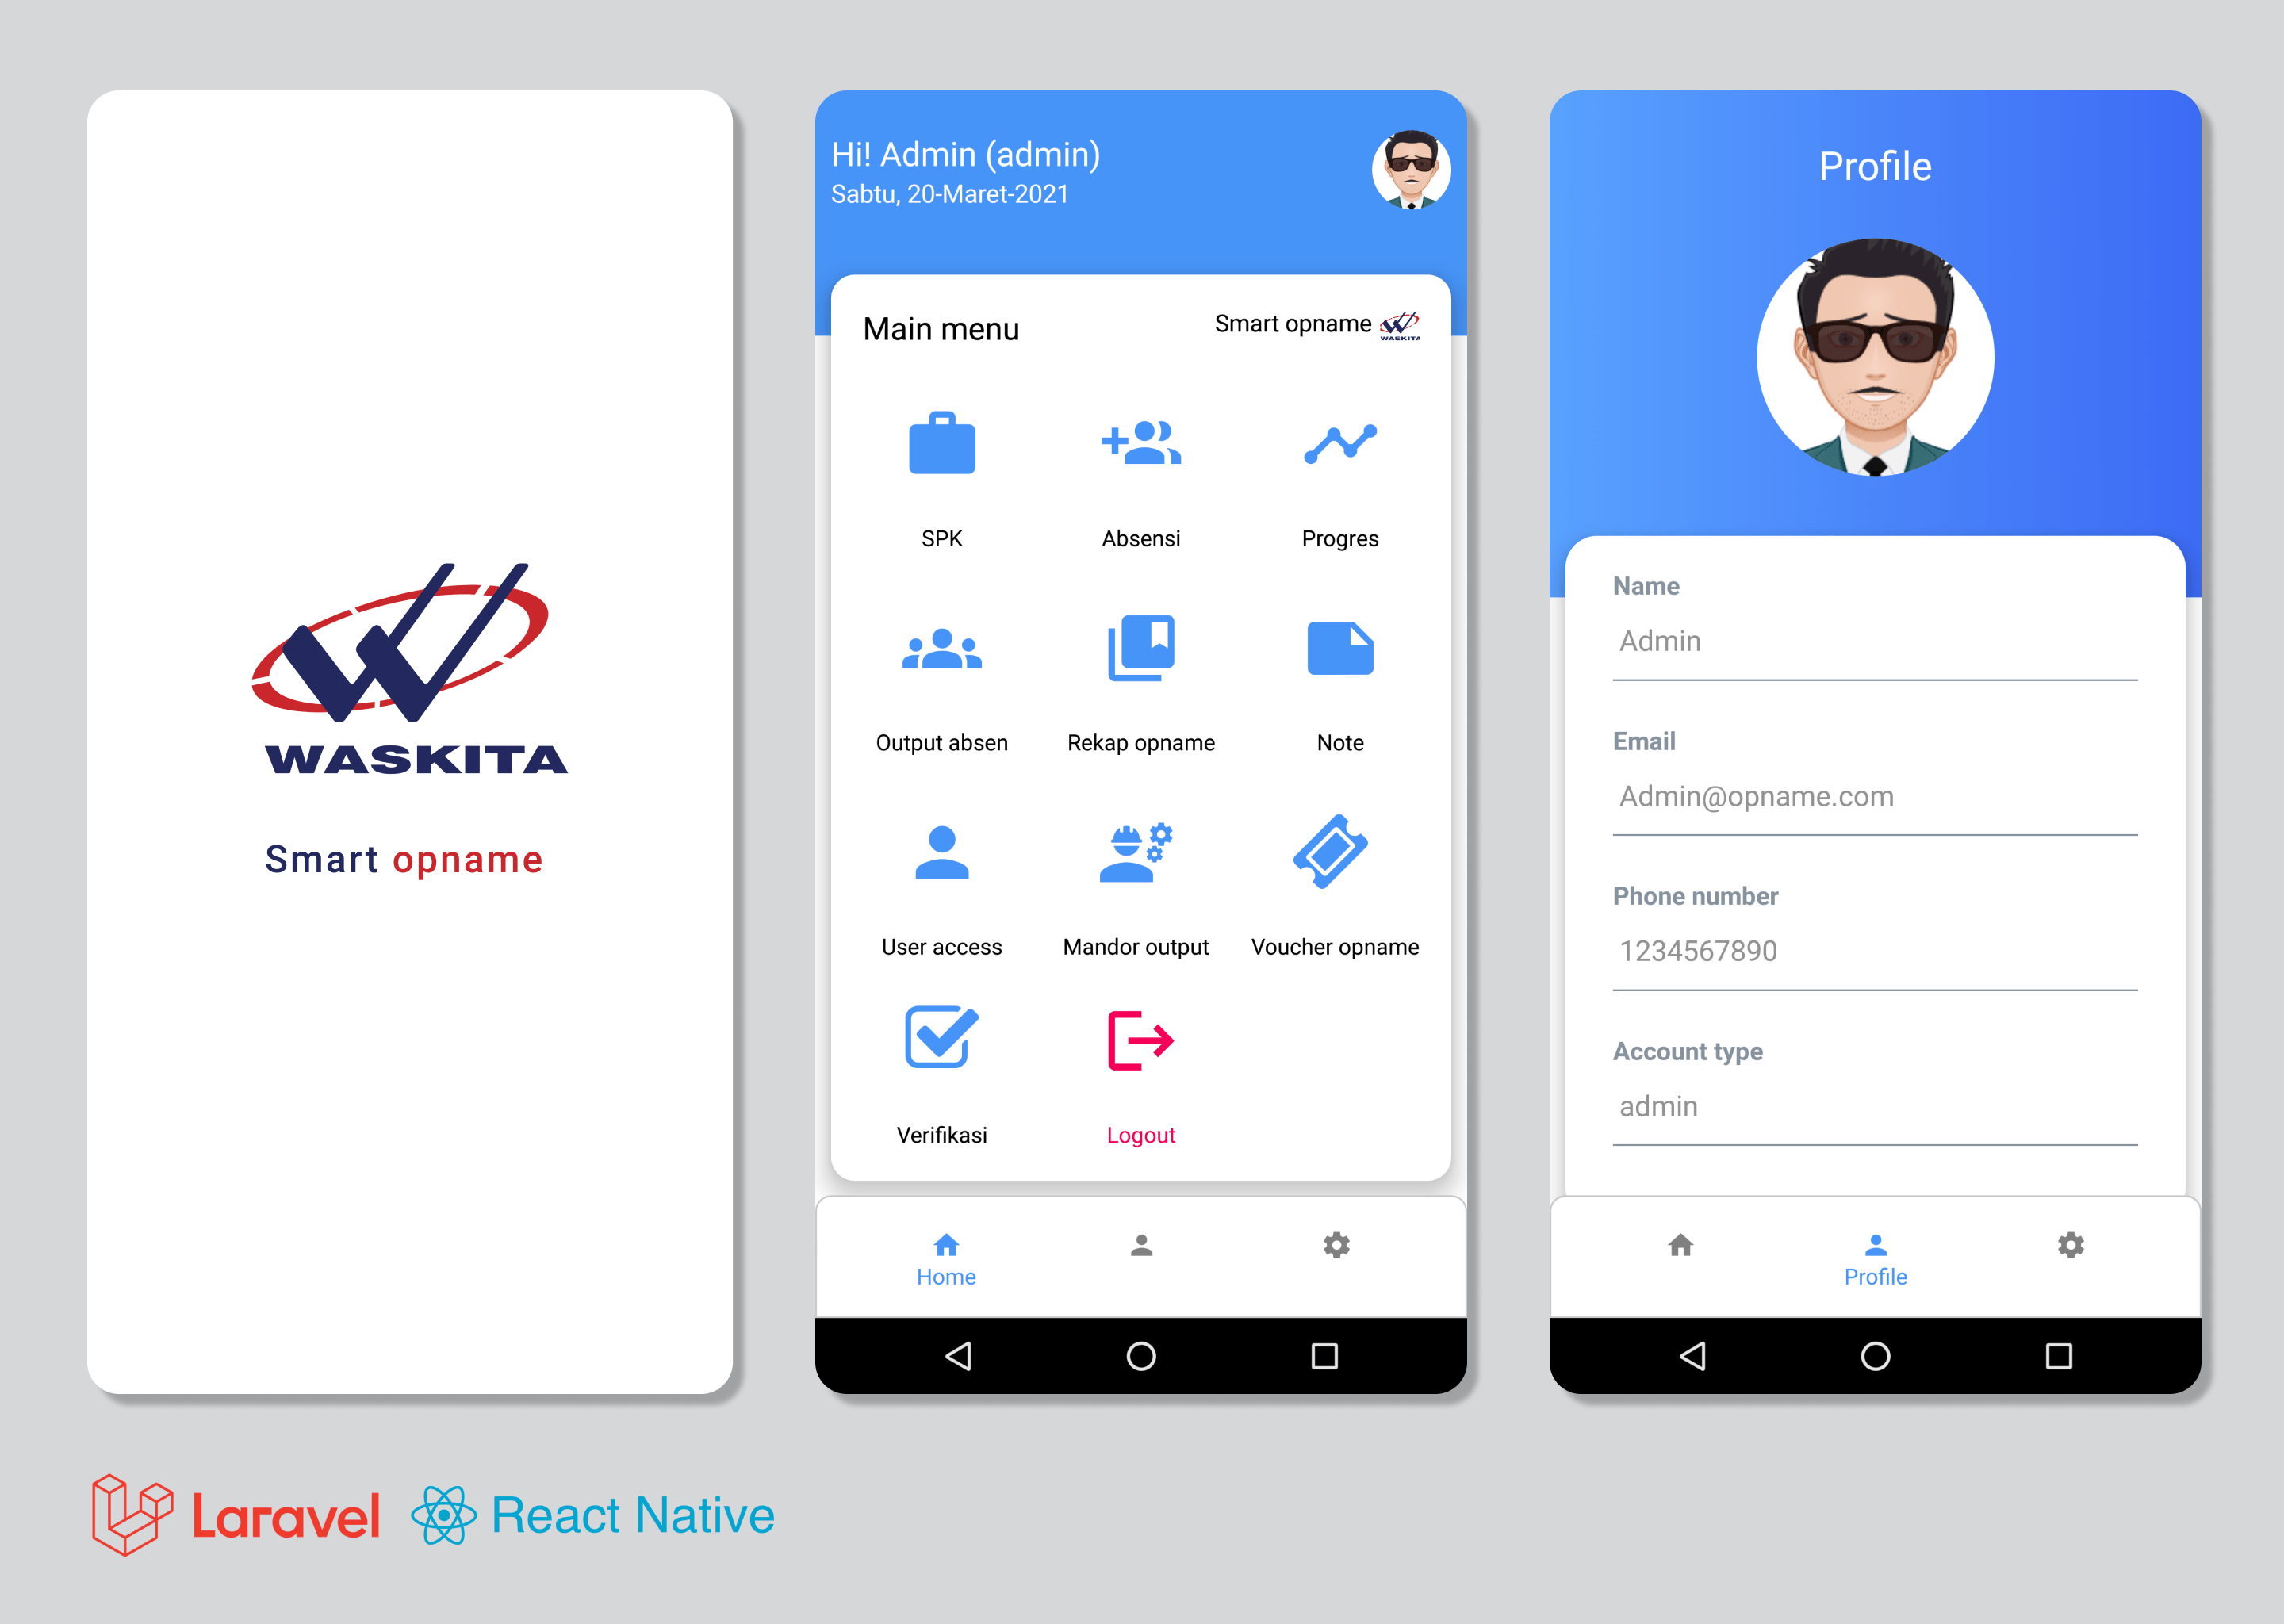 WASKITA
Smart opname
Hi! Admin (admin)
Sabtu, 20-Maret-2021
Main menu
Smart opname
WASKITA
SPK
Absensi
Progres
Output absen
Rekap opname
Note
User access
Mandor output
Voucher opname
Verifikasi
Logout
Home
Profile
Name
Admin
Email
Admin@opname.com
Phone number
1234567890
Account type
admin
Profile
Laravel
React Native